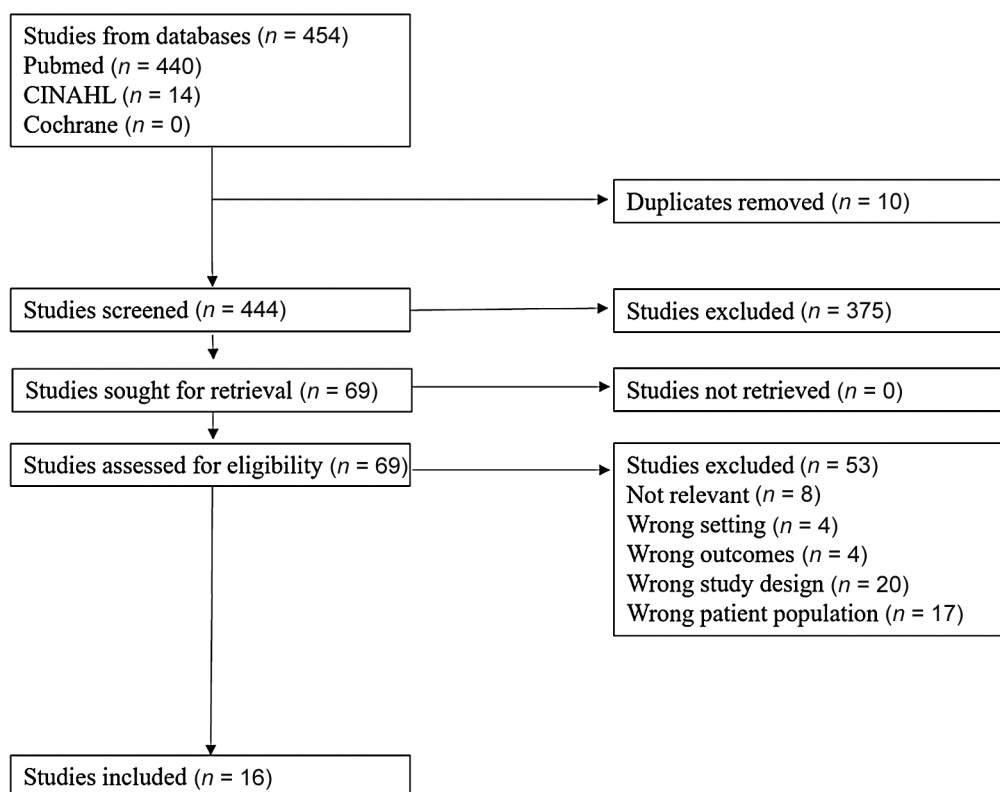 Studies from databases (n = 454)
Pubmed (n = 440)
CINAHL (n = 14)
Cochrane (n = 0)
Duplicates removed (n = 10)
Studies screened (n = 444)
Studies excluded (n = 375)
Studies sought for retrieval (n = 69)
Studies not retrieved (n = 0)
Studies assessed for eligibility (n = 69)
Studies excluded (n = 53)
Not relevant (n = 8)
Wrong setting (n = 4)
Wrong outcomes (n = 4)
Wrong study design (n = 20)
Wrong patient population (n = 17)
Studies included (n = 16)